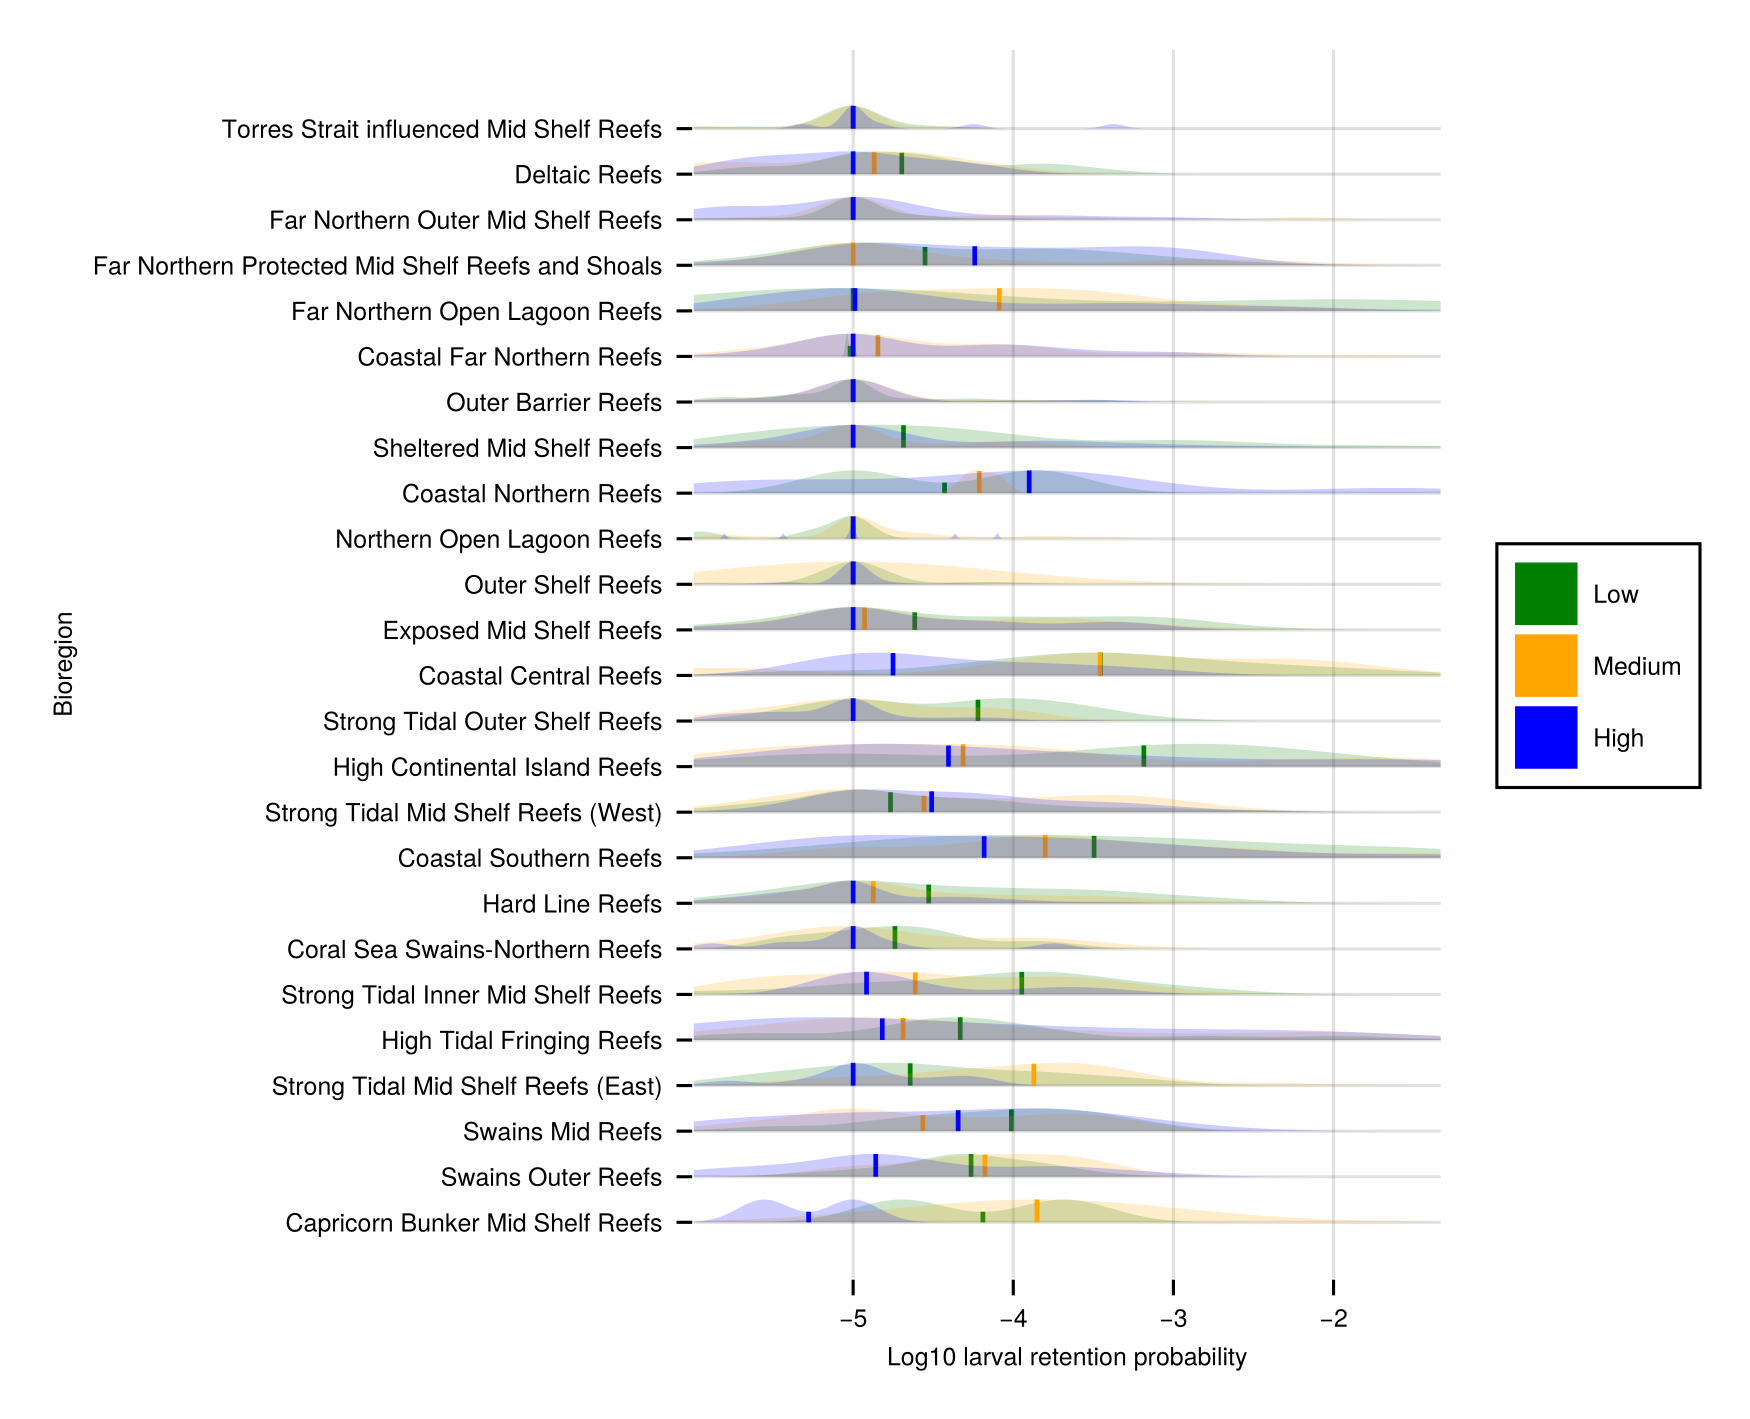 Torres Strait influenced Mid Shelf Reefs
Deltaic Reefs
Far Northern Outer Mid Shelf Reefs
Far Northern Protected Mid Shelf Reefs and Shoals
Far Northern Open Lagoon Reefs
Coastal Far Northern Reefs
Outer Barrier Reefs
Sheltered Mid Shelf Reefs
Coastal Northern Reefs
Northern Open Lagoon Reefs
Outer Shelf Reefs
Exposed Mid Shelf Reefs
Coastal Central Reefs
Strong Tidal Outer Shelf Reefs
High Continental Island Reefs
Strong Tidal Mid Shelf Reefs (West)
Coastal Southern Reefs
Hard Line Reefs
Coral Sea Swains-Northern Reefs
Strong Tidal Inner Mid Shelf Reefs
High Tidal Fringing Reefs
Strong Tidal Mid Shelf Reefs (East)
Swains Mid Reefs
Swains Outer Reefs
Capricorn Bunker Mid Shelf Reefs
Bioregion
−5 −4 −3 −2
Log10 larval retention probability
Low
Medium
High